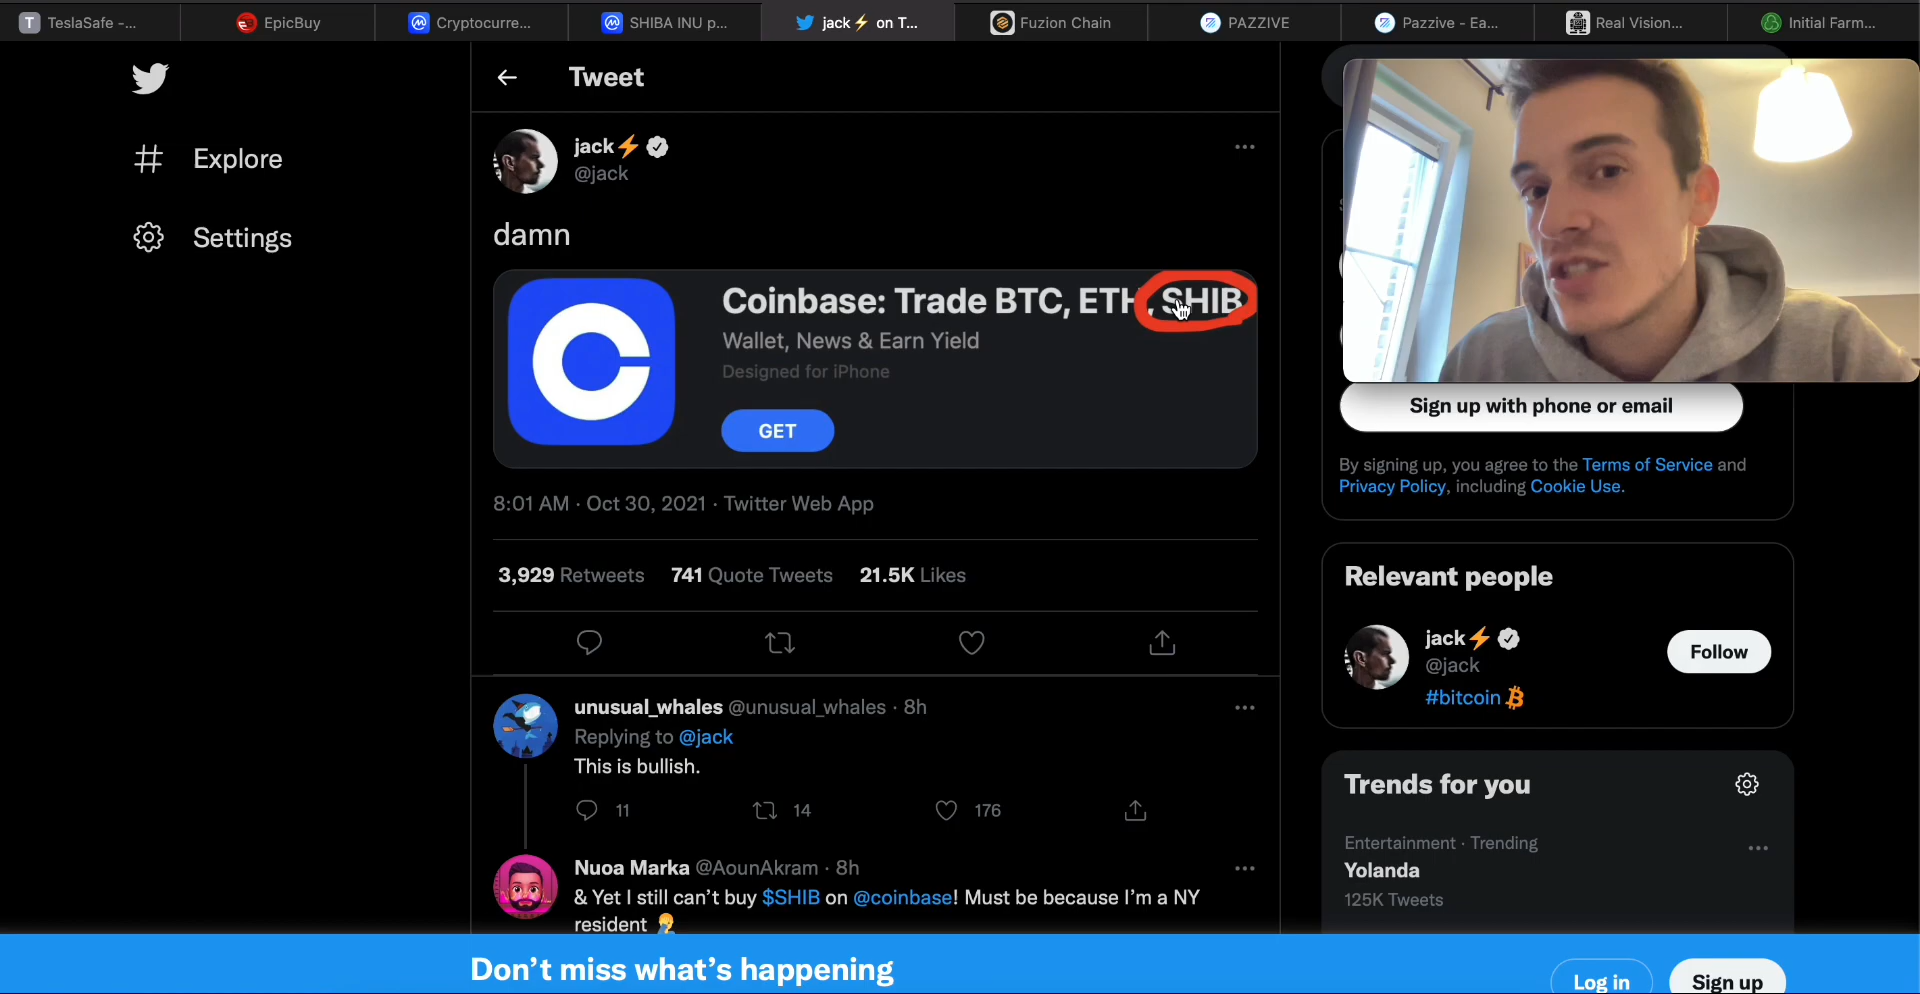 TeslaSafe -...
EpicBuy
Cryptocurre...
SHIBA INU p...
jack⚡ on T...
Fuzion Chain
PAZZIVE
Pazzive - Ea...
Real Vision...
Initial Farm...
Explore
Settings
Tweet
jack⚡
@jack
damn
Coinbase: Trade BTC, ETH, SHIB
Wallet, News & Earn Yield
Designed for iPhone
GET
8:01 AM · Oct 30, 2021 · Twitter Web App
3,929 Retweets 741 Quote Tweets 21.5K Likes
unusual_whales @unusual_whales · 8h
Replying to @jack
This is bullish.
11 14 176
Nuoa Marka @AounAkram · 8h
& Yet I still can't buy $SHIB on @coinbase! Must be because I'm a NY
resident 🤦
Sign up with phone or email
By signing up, you agree to the Terms of Service and
Privacy Policy, including Cookie Use.
Relevant people
jack⚡
@jack
#bitcoin
Follow
Trends for you
Entertainment · Trending
Yolanda
125K Tweets
Don't miss what's happening
Log in
Sign up